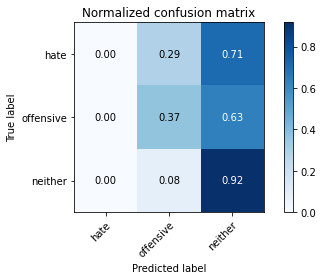 Normalized confusion matrix
True label
hate
0.00 0.29 0.71
offensive
0.00 0.37 0.63
neither
0.00 0.08 0.92
hate
offensive
neither
Predicted label
0.8
0.6
0.4
0.2
0.0